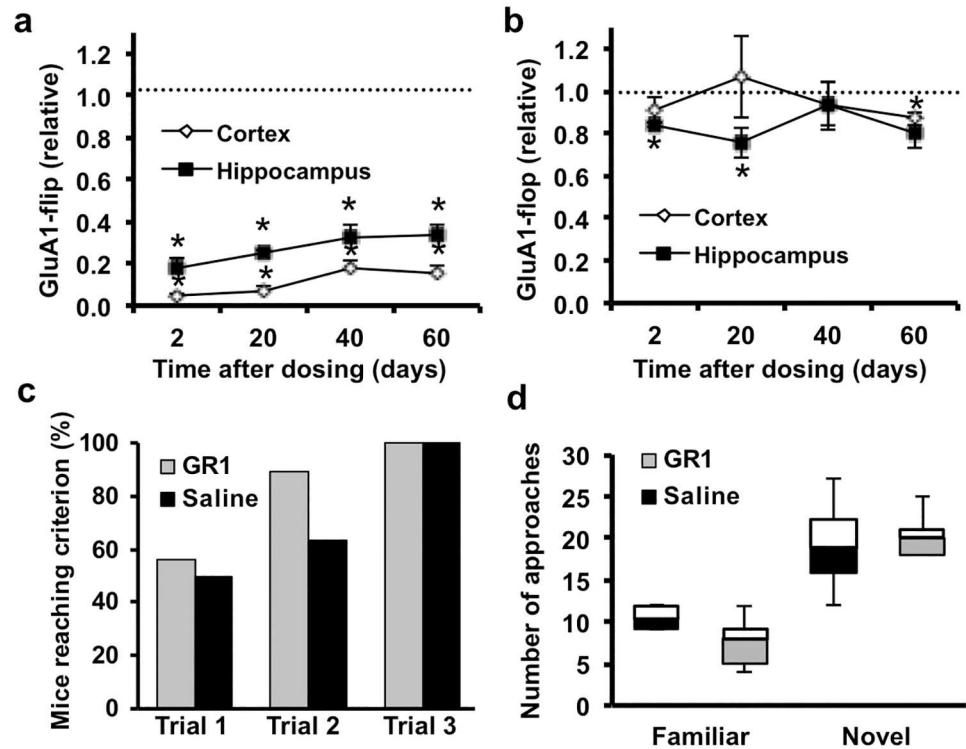 a
GluA1-flip (relative)
1.2
1.0
0.8
0.6
0.4
0.2
0.0
Cortex
Hippocampus
* * * *
* * * *
2 20 40 60
Time after dosing (days)
b
GluA1-flop (relative)
1.2
1.0
0.8
0.6
0.4
0.2
0.0
* * *
Cortex
Hippocampus
2 20 40 60
Time after dosing (days)
c
Mice reaching criterion (%)
100
80
60
40
20
0
GR1
Saline
Trial 1 Trial 2 Trial 3
d
Number of approaches
30
25
20
15
10
5
0
GR1
Saline
Familiar Novel